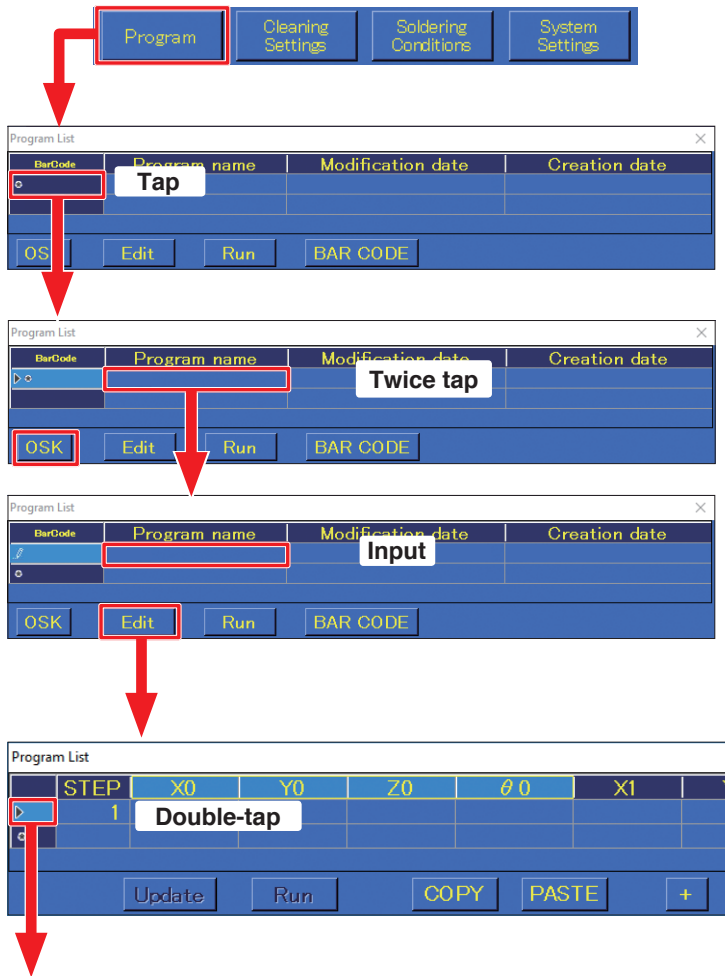 Program
Cleaning Settings
Soldering Conditions
System Settings
Program List
BarCode Program name Modification date Creation date
Tap
OS Edit Run BAR CODE
Program List
BarCode Program name Modification date Creation date
Twice tap
OSK Edit Run BAR CODE
Program List
BarCode Program name Modification date Creation date
Input
OSK Edit Run BAR CODE
Program List
STEP X0 Y0 Z0 θ0 X1
1 Double-tap
Update Run COPY PASTE +